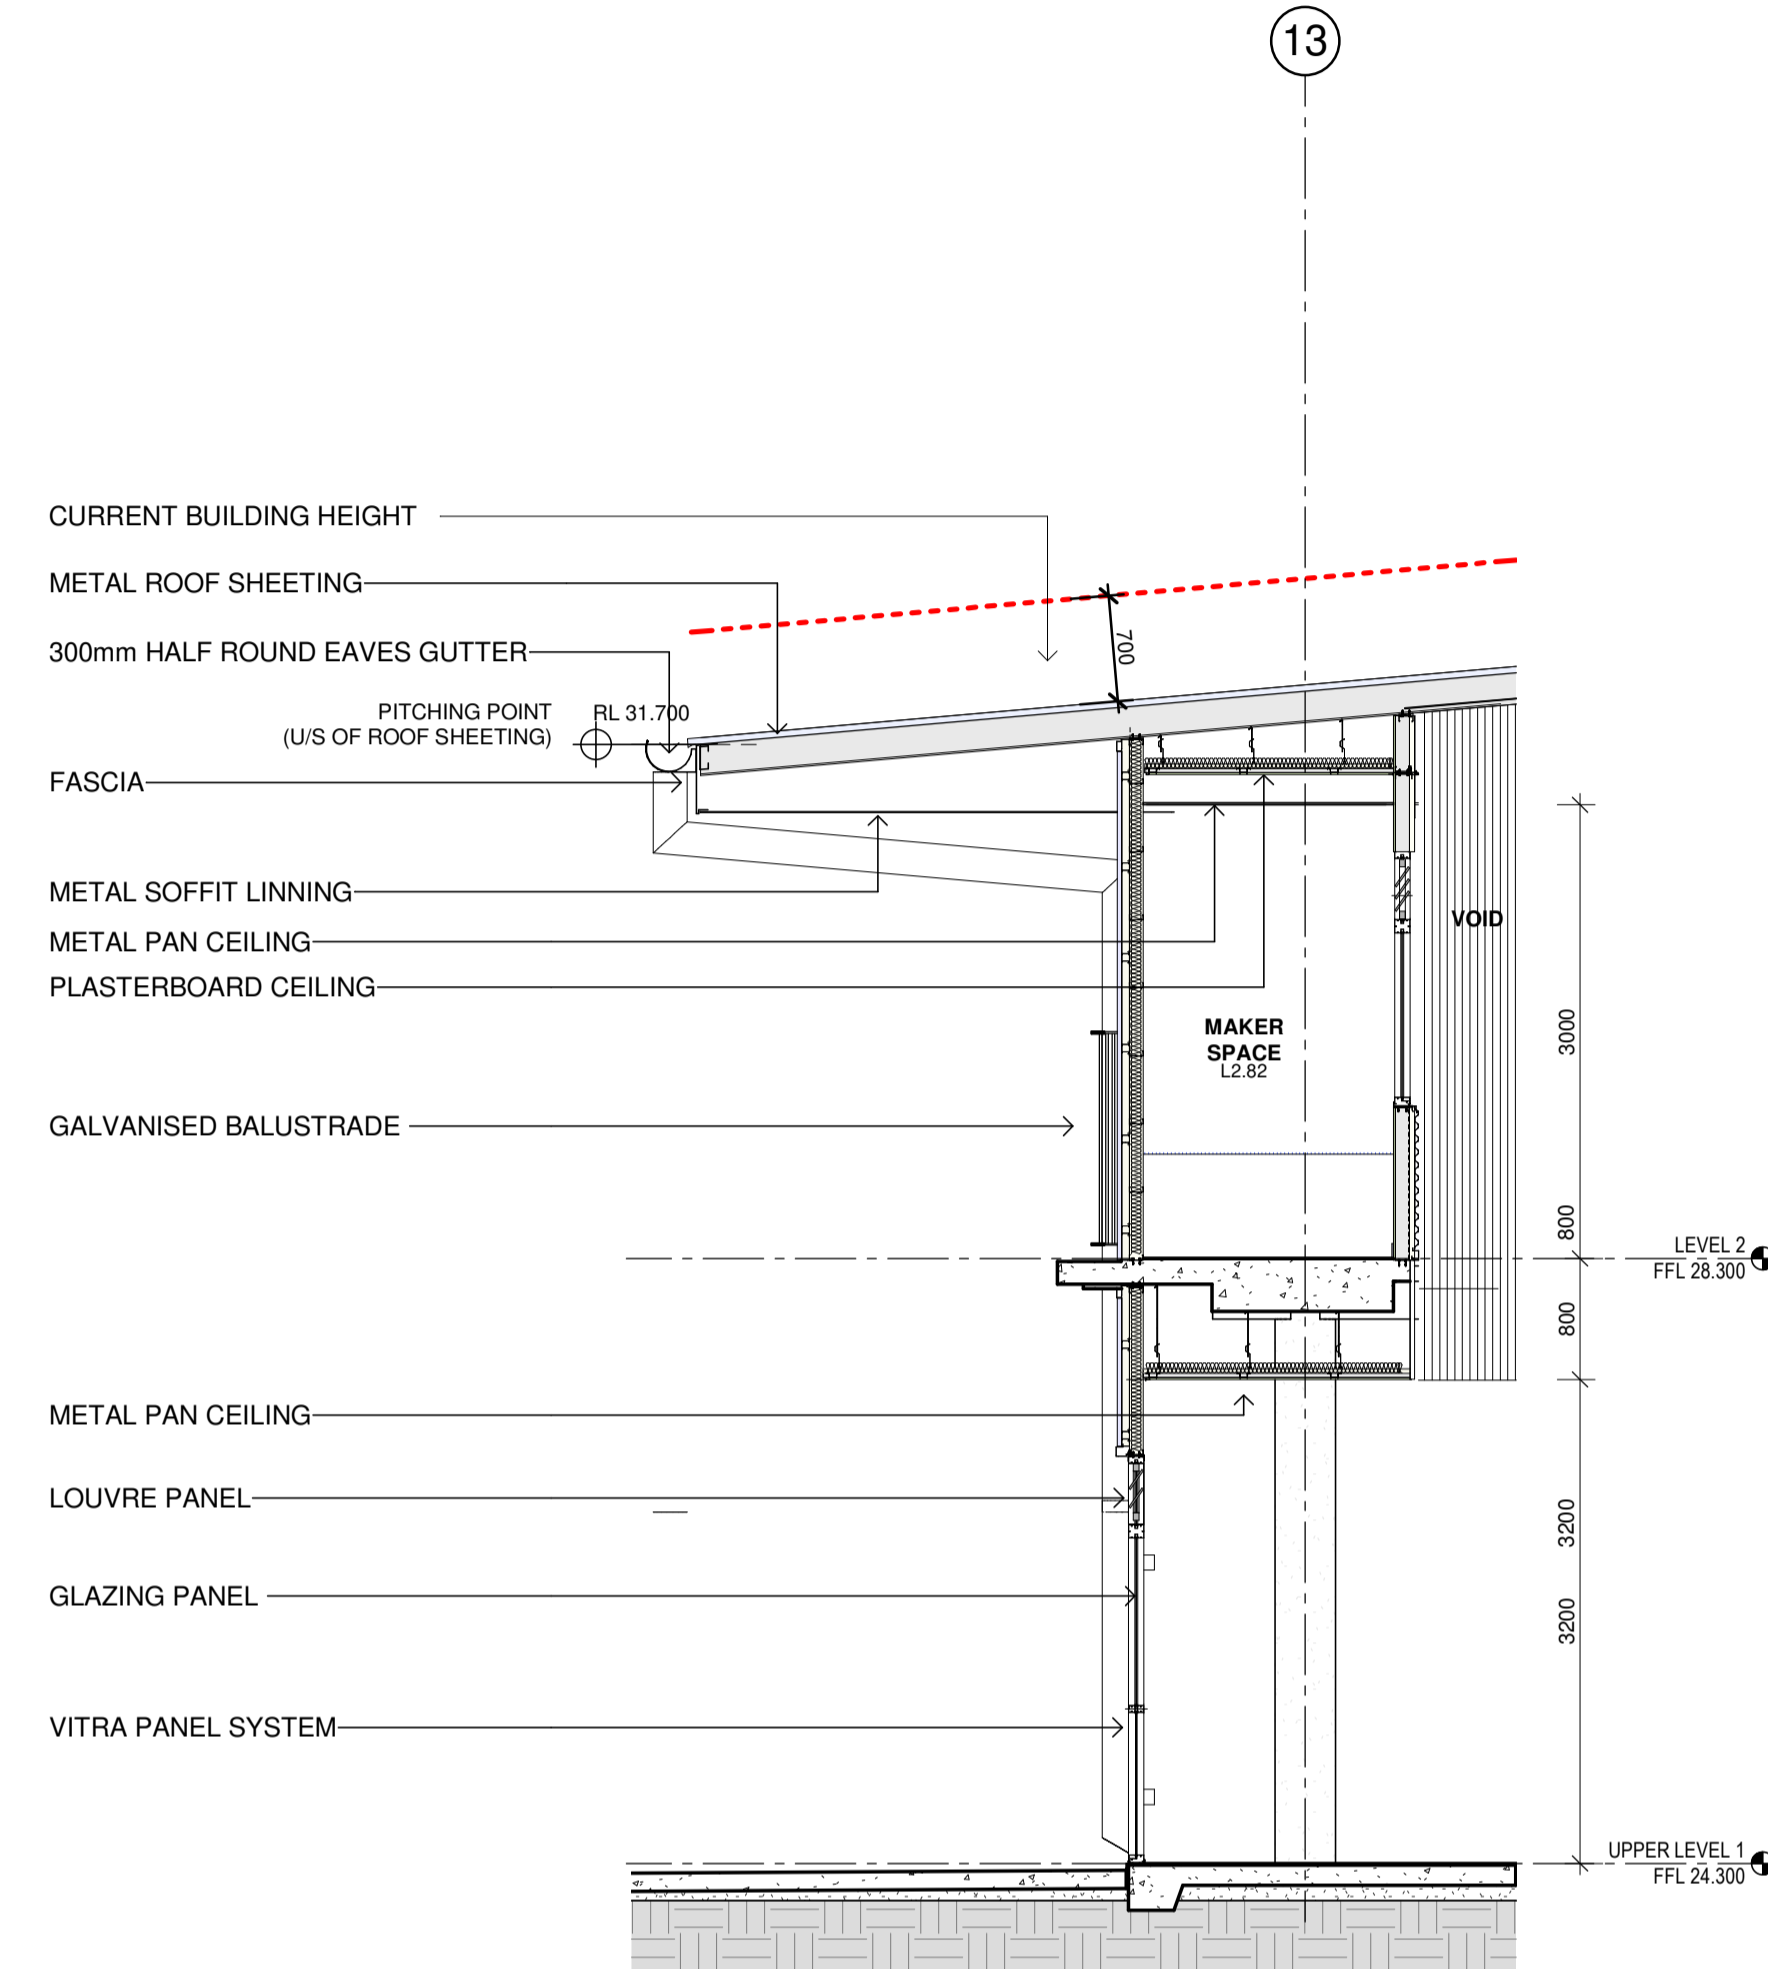 13
CURRENT BUILDING HEIGHT
METAL ROOF SHEETING
300mm HALF ROUND EAVES GUTTER
700
PITCHING POINT
(U/S OF ROOF SHEETING)
RL 31.700
FASCIA
METAL SOFFIT LINNING
METAL PAN CEILING
PLASTERBOARD CEILING
VOID
MAKER
SPACE
L2.82
3000
GALVANISED BALUSTRADE
800
LEVEL 2
FFL 28.300
800
METAL PAN CEILING
LOUVRE PANEL
3200
GLAZING PANEL
3200
VITRA PANEL SYSTEM
UPPER LEVEL 1
FFL 24.300